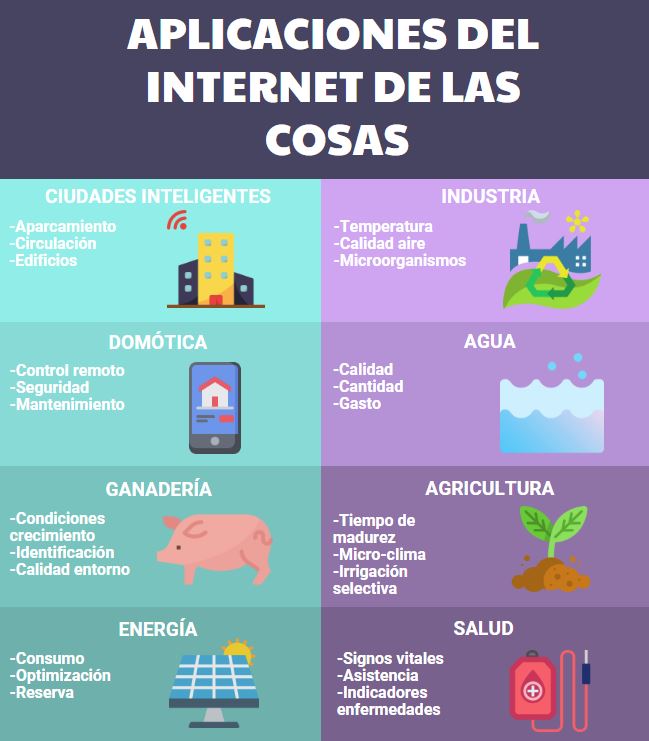 APLICACIONES DEL
INTERNET DE LAS
COSAS
CIUDADES INTELIGENTES
-Aparcamiento
-Circulación
-Edificios
INDUSTRIA
-Temperatura
-Calidad aire
-Microorganismos
DOMÓTICA
-Control remoto
-Seguridad
-Mantenimiento
AGUA
-Calidad
-Cantidad
-Gasto
GANADERÍA
-Condiciones
crecimiento
-Identificación
-Calidad entorno
AGRICULTURA
-Tiempo de
madurez
-Micro-clima
-Irrigación
selectiva
ENERGÍA
-Consumo
-Optimización
-Reserva
SALUD
-Signos vitales
-Asistencia
-Indicadores
enfermedades